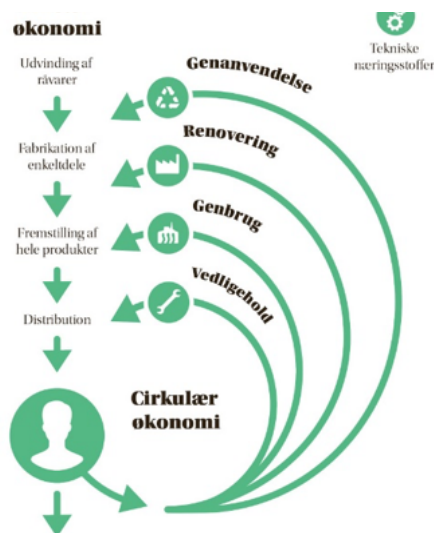 økonomi
Udvinding af
råvarer
Fabrikation af
enkeltdele
Fremstilling af
hele produkter
Distribution
Genanvendelse
Renovering
Genbrug
Vedligehold
Cirkulær
økonomi
Tekniske
næringsstoffer